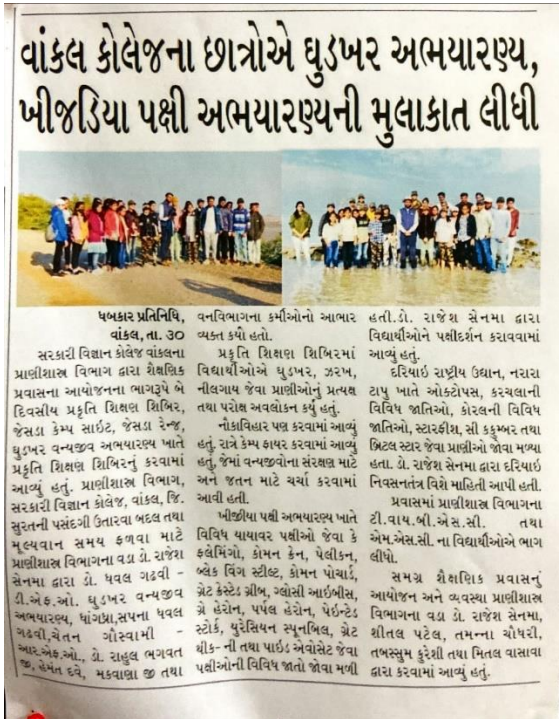 વાંકલ કોલેજના છાત્રોએ ઘુડખર અભયારણ્ય,
ખીજડિયા પક્ષી અભયારણ્યની મુલાકાત લીધી
ધબકાર પ્રતિનિધિ,
વાંકલ, તા. ૩૦
સરકારી વિજ્ઞાન કોલેજ વાંકલના
પ્રાણીશાસ્ત્ર વિભાગ દ્વારા શૈક્ષણિક
પ્રવાસના આયોજનના ભાગરૂપે બે
દિવસીય પ્રકૃતિ શિક્ષણ શિબિર,
જેસડા કેમ્પ સાઇટ, જેસડા રેન્જ,
ઘુડખર વન્યજીવ અભયારણ્ય ખાતે
પ્રકૃતિ શિક્ષણ શિબિરનું કરવામાં
આવ્યું હતું. પ્રાણીશાસ્ત્ર વિભાગ,
સરકારી વિજ્ઞાન કોલેજ, વાંકલ, જિ.
સુરતની પસંદગી ઉતારવા બદલ તથા
મૂલ્યવાન સમય ફળવા માટે
પ્રાણીશાસ્ત્ર વિભાગના વડા ડો. રાજેશ
સેનમા દ્વારા ડો. ધવલ ગઢવી -
ડી.એફ.ઓ. ઘુડખર વન્યજીવ
અભયારણ્ય, ધાંગધ્રા,સપના ધવલ
ગઢવી,ચેતન ગોસ્વામી -
આર.એફ.ઓ., ડો. રાહુલ ભગવત
જી, હેમંત દવે, મકવાણા જી તથા
વનવિભાગના કર્મીઓનો આભાર
વ્યક્ત કર્યો હતો.
પ્રકૃતિ શિક્ષણ શિબિરમાં
વિદ્યાર્થીઓએ ઘુડખર, ઝરખ,
નીલગાય જેવા પ્રાણીઓનું પ્રત્યક્ષ
તથા પરોક્ષ અવલોકન કર્યું હતું.
નૌકાવિહાર પણ કરવામાં આવ્યો
હતું. રાત્રે કેમ્પ ફાયર કરવામાં આવ્યું
હતું, જેમાં વન્યજીવોના સંરક્ષણ માટે
અને જતન માટે ચર્ચા કરવામાં
આવી હતી.
ખીજીયા પક્ષી અભયારણ્ય ખાતે
વિવિધ યાયાવર પક્ષીઓ જેવા કે
ફ્લેમિંગો, કોમન ક્રેન, પેલીકન,
બ્લેક વિંગ સ્ટીલ્ટ, કોમન પોચાર્ડ,
ગ્રેટ ક્રેસ્ટેડ ગ્રીબ, ગ્લોસી આઇબીસ,
ગ્રે હેરોન, પર્પલ હેરોન, પેઇન્ટેડ
સ્ટોર્ક, યુરેસિયન સ્પૂનબિલ, ગ્રેટ
થીક- ની તથા પાઇડ એવોસેટ જેવા
પક્ષીઓની વિવિધ જાતો જોવા મળી
હતી.ડો. રાજેશ સેનમા દ્વારા
વિદ્યાર્થીઓને પક્ષીદર્શન કરાવવામાં
આવ્યું હતું.
દરિયાઇ રાષ્ટ્રીય ઉદ્યાન, નરારા
ટાપુ ખાતે ઓક્ટોપસ, કરચલાની
વિવિધ જાતિઓ, કોરલની વિવિધ
જાતિઓ, સ્ટારફીશ, સી કકુમ્બર તથા
બ્રિટલ સ્ટાર જેવા પ્રાણીઓ જોવા મળ્યા
હતા. ડો. રાજેશ સેનમા દ્વારા દરિયાઇ
નિવસનતંત્ર વિશે માહિતી આપી હતી.
પ્રવાસમાં પ્રાણીશાસ્ત્ર વિભાગના
ટી.વાય.બી.એસ.સી. તથા
એમ.એસ.સી. ના વિદ્યાર્થીઓએ ભાગ
લીધો.
સમગ્ર શૈક્ષણિક પ્રવાસનું
આયોજન અને વ્યવસ્થા પ્રાણીશાસ્ત્ર
વિભાગના વડા ડો. રાજેશ સેનમા,
શીતલ પટેલ, તમન્ના ચૌધરી,
તબસ્સુમ કુરેશી તથા મિતલ વાસાવા
દ્વારા કરવામાં આવ્યું હતું.